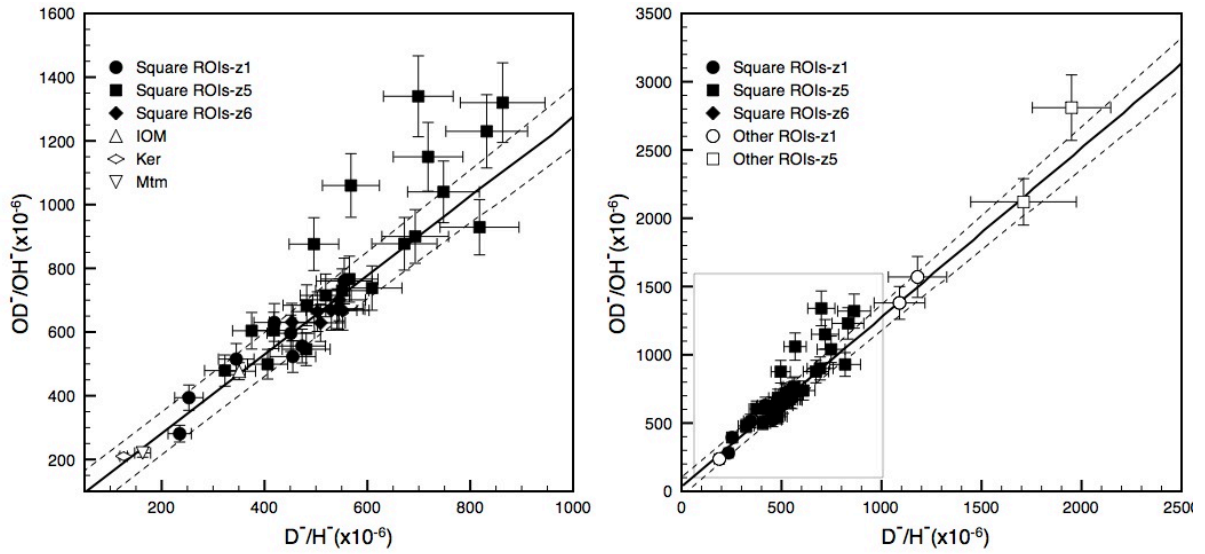 1600
1400
1200
1000
800
600
400
200
OD⁻/OH⁻(x10⁻⁶)
Square ROIs-z1
Square ROIs-z5
Square ROIs-z6
IOM
Ker
Mtm
200 400 600 800 1000
D⁻/H⁻(x10⁻⁶)
3500
3000
2500
2000
1500
1000
500
0
OD⁻/OH⁻(x10⁻⁶)
Square ROIs-z1
Square ROIs-z5
Square ROIs-z6
Other ROIs-z1
Other ROIs-z5
0 500 1000 1500 2000 2500
D⁻/H⁻(x10⁻⁶)